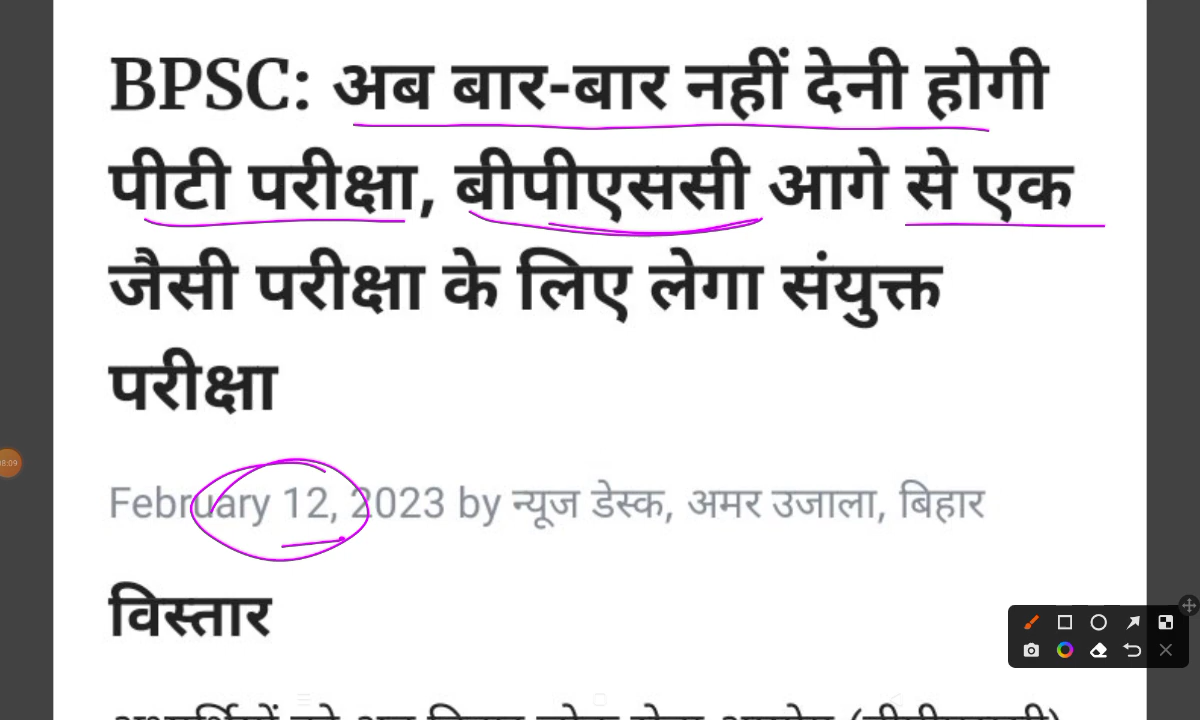 BPSC: अब बार-बार नहीं देनी होगी
पीटी परीक्षा, बीपीएससी आगे से एक
जैसी परीक्षा के लिए लेगा संयुक्त
परीक्षा
February 12, 2023 by न्यूज डेस्क, अमर उजाला, बिहार
विस्तार